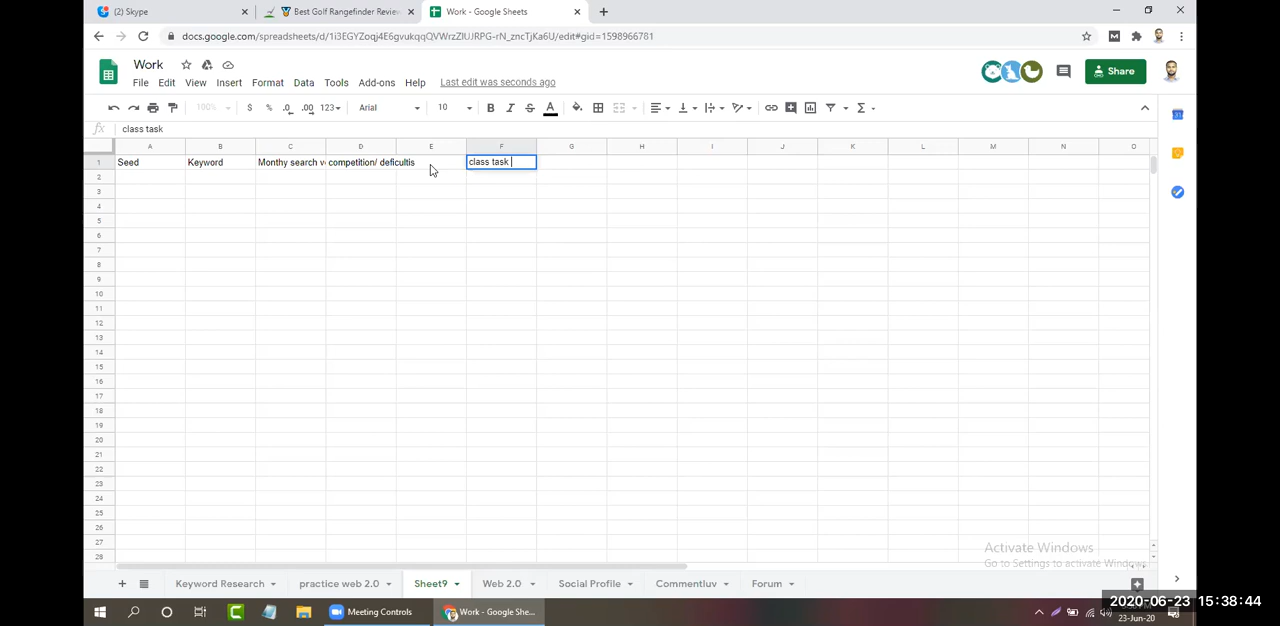 (2) Skype
Best Golf Rangefinder Review
Work - Google Sheets
docs.google.com/spreadsheets/d/1i3EGYZoqj4E6gvukqqQVWrzZlUJRPG-rN_zncTjKa6U/edit#gid=1598966781
Work
File Edit View Insert Format Data Tools Add-ons Help Last edit was seconds ago
Share
100% $ % .0 .00 123 Arial 10 B I S A
fx class task
A B C D E F G H I J K L M N O
1 Seed Keyword Monthy search v competition/ deficultis class task
2
3
4
5
6
7
8
9
10
11
12
13
14
15
16
17
18
19
20
21
22
23
24
25
26
27
28
Activate Windows
Go to Settings to activate Windows.
Keyword Research practice web 2.0 Sheet9 Web 2.0 Social Profile Commentluv Forum
Meeting Controls Work - Google She...
2020-06-23 15:38:44
23-Jun-20